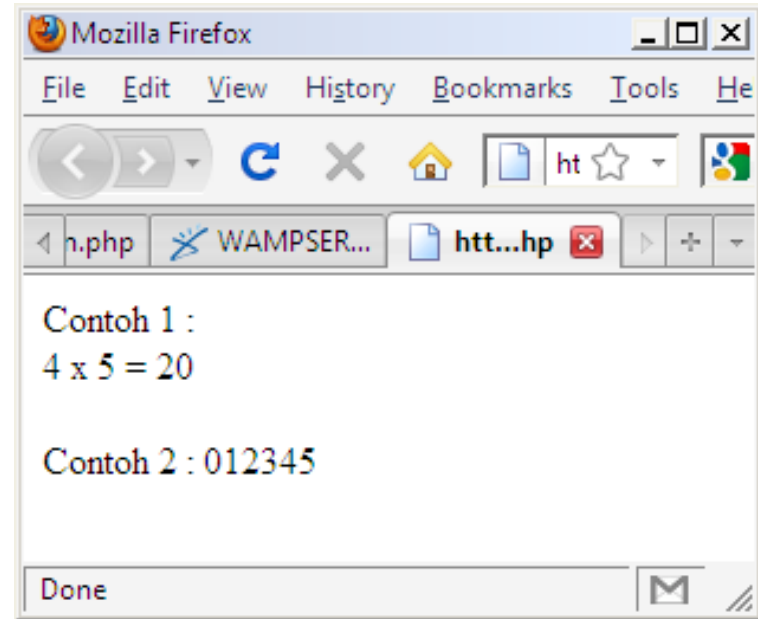 Mozilla Firefox
File Edit View History Bookmarks Tools He
ht
n.php WAMPSER... htt...hp
Contoh 1 :
4 x 5 = 20
Contoh 2 : 012345
Done